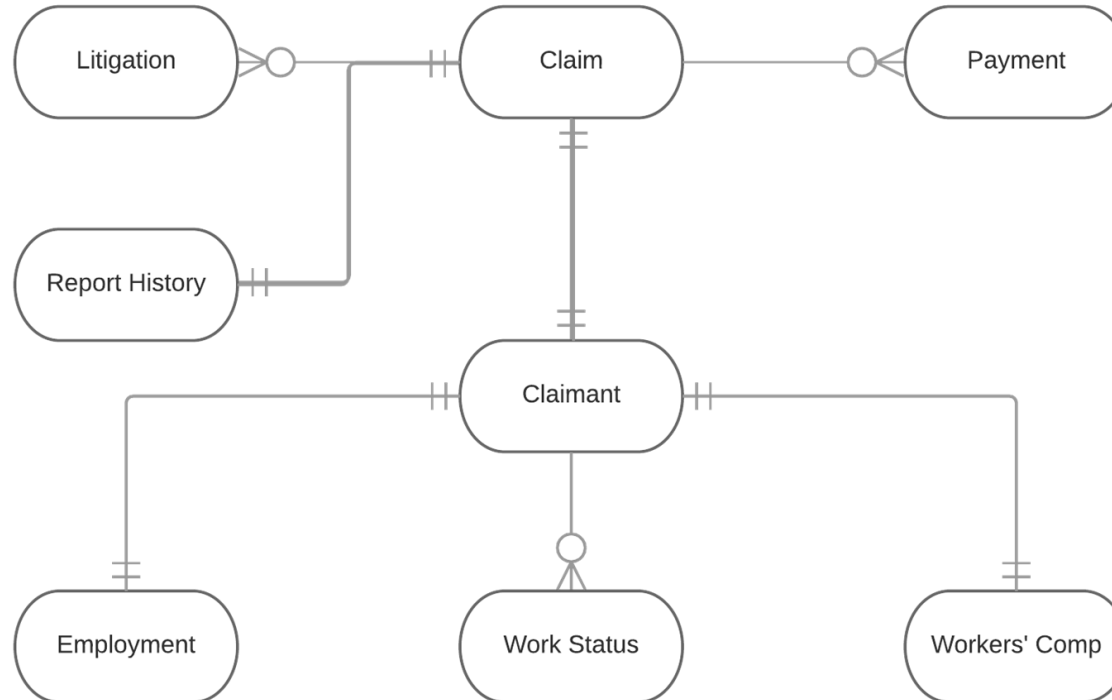 Litigation
Claim
Payment
Report History
Claimant
Employment
Work Status
Workers' Comp